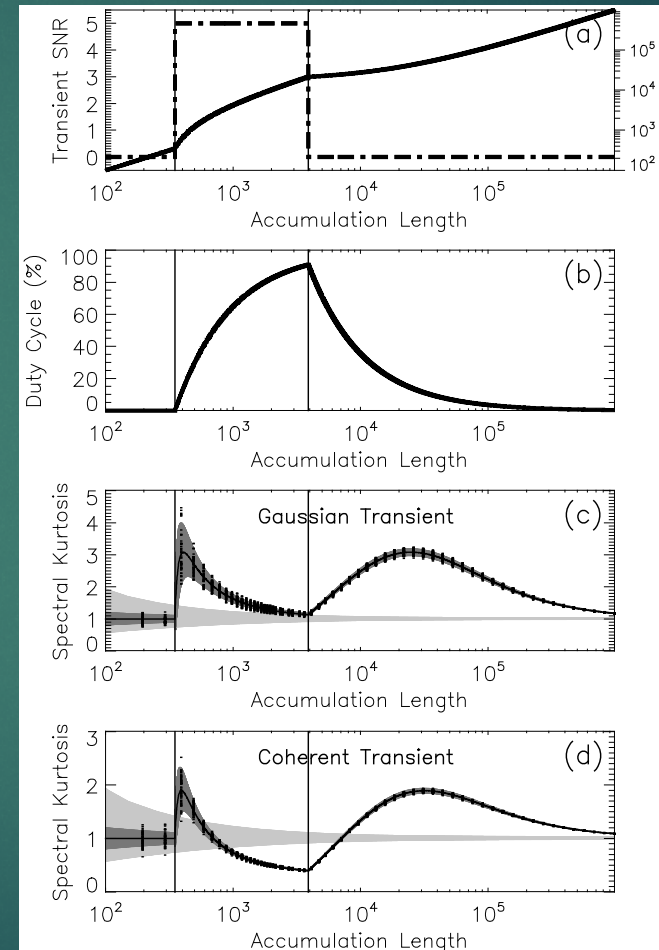 (a)
Transient SNR
5
4
3
2
1
0
10^5
10^4
10^3
10^2
10^2 10^3 10^4 10^5
Accumulation Length
(b)
Duty Cycle (%)
100
80
60
40
20
0
10^2 10^3 10^4 10^5
Accumulation Length
Gaussian Transient (c)
Spectral Kurtosis
5
4
3
2
1
0
10^2 10^3 10^4 10^5
Accumulation Length
Coherent Transient (d)
Spectral Kurtosis
3
2
1
0
10^2 10^3 10^4 10^5
Accumulation Length